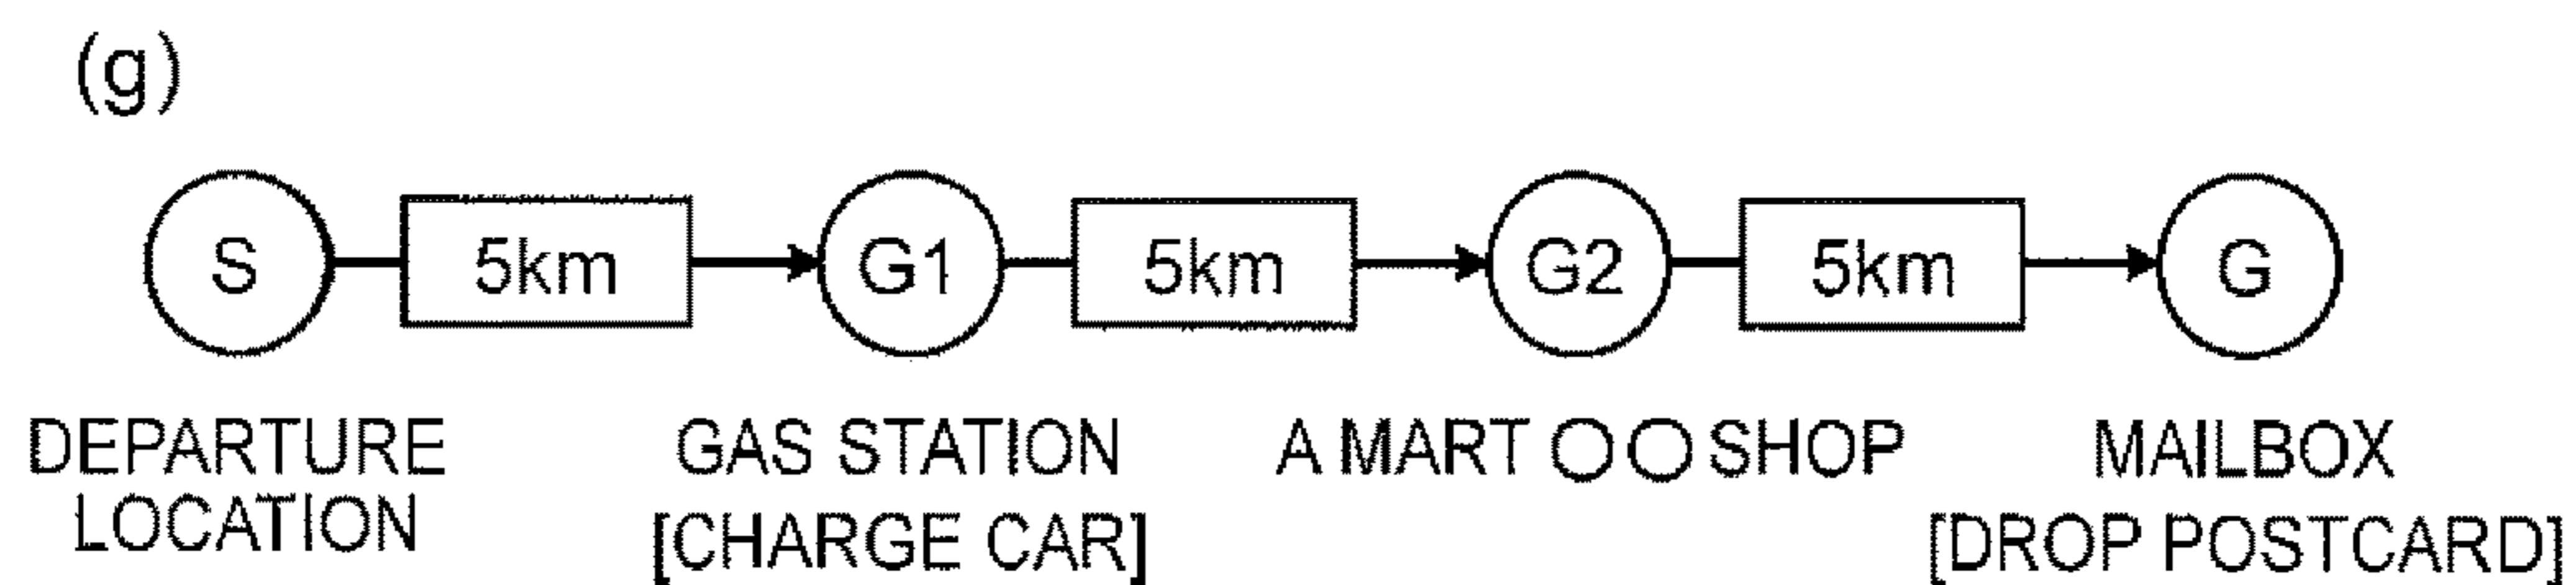 (g)
S 5km G1 5km G2 5km G
DEPARTURE LOCATION
GAS STATION
[CHARGE CAR]
A MART ○○ SHOP
MAILBOX
[DROP POSTCARD]